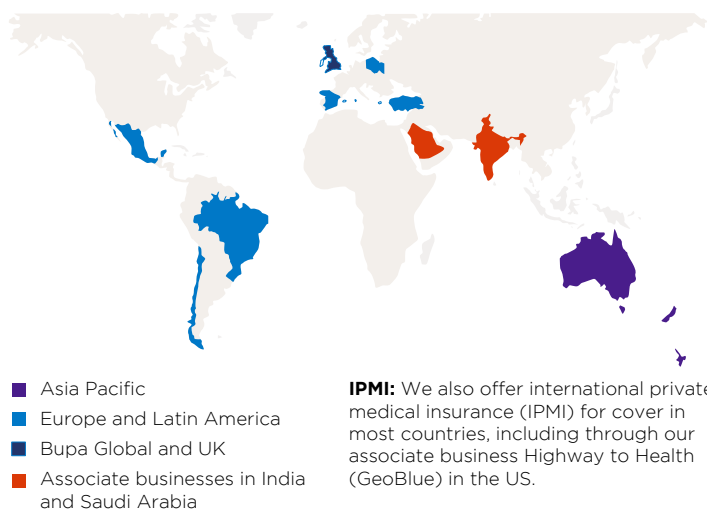 Asia Pacific
Europe and Latin America
Bupa Global and UK
Associate businesses in India
and Saudi Arabia
IPMI: We also offer international private
medical insurance (IPMI) for cover in
most countries, including through our
associate business Highway to Health
(GeoBlue) in the US.